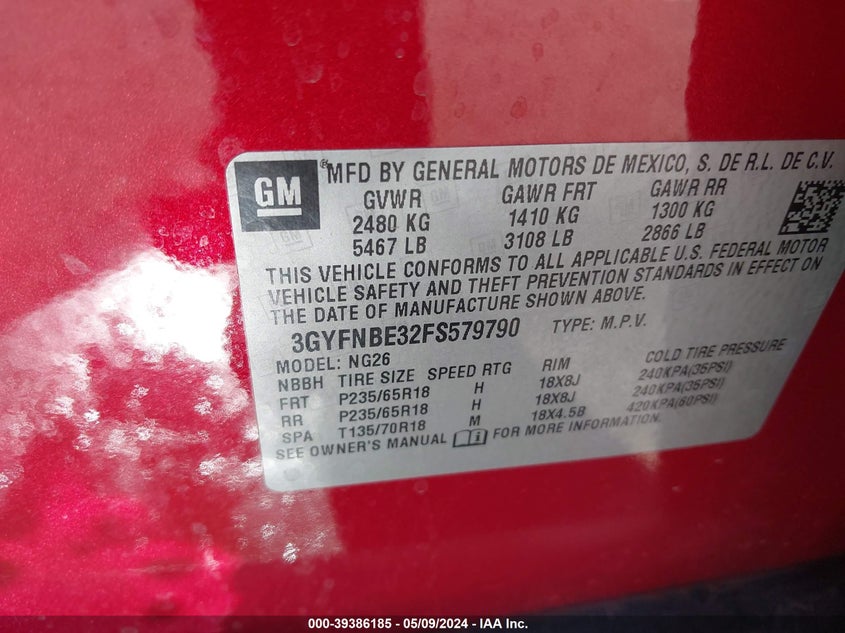 GM
® MFD BY GENERAL MOTORS DE MEXICO, S. DE R.L. DE C.V.
GVWR GAWR FRT GAWR RR
2480 KG 1410 KG 1300 KG
5467 LB 3108 LB 2866 LB
THIS VEHICLE CONFORMS TO ALL APPLICABLE U.S. FEDERAL MOTOR
VEHICLE SAFETY AND THEFT PREVENTION STANDARDS IN EFFECT ON
THE DATE OF MANUFACTURE SHOWN ABOVE.
3GYFNBE32FS579790 TYPE: M.P.V.
MODEL: NG26
NBBH TIRE SIZE SPEED RTG RIM COLD TIRE PRESSURE
FRT P235/65R18 H 18X8J 240KPA(35PSI)
RR P235/65R18 H 18X8J 240KPA(35PSI)
SPA T135/70R18 M 18X4.5B 420KPA(60PSI)
SEE OWNER'S MANUAL FOR MORE INFORMATION.
000-39386185 - 05/09/2024 - IAA Inc.